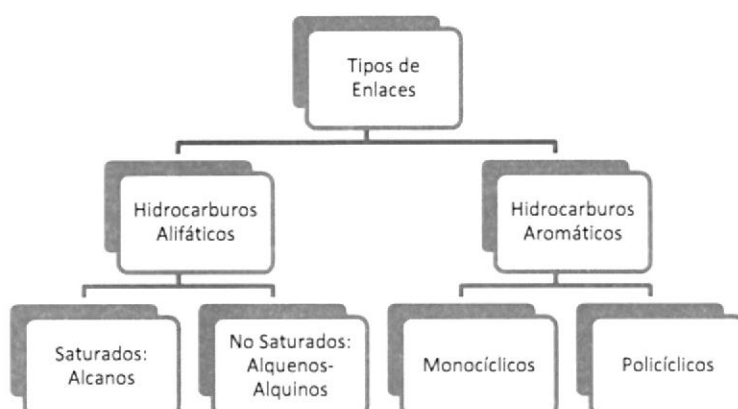 Tipos de
Enlaces
Hidrocarburos
Alifáticos
Hidrocarburos
Aromáticos
Saturados:
Alcanos
No Saturados:
Alquenos-
Alquinos
Monocíclicos
Policíclicos